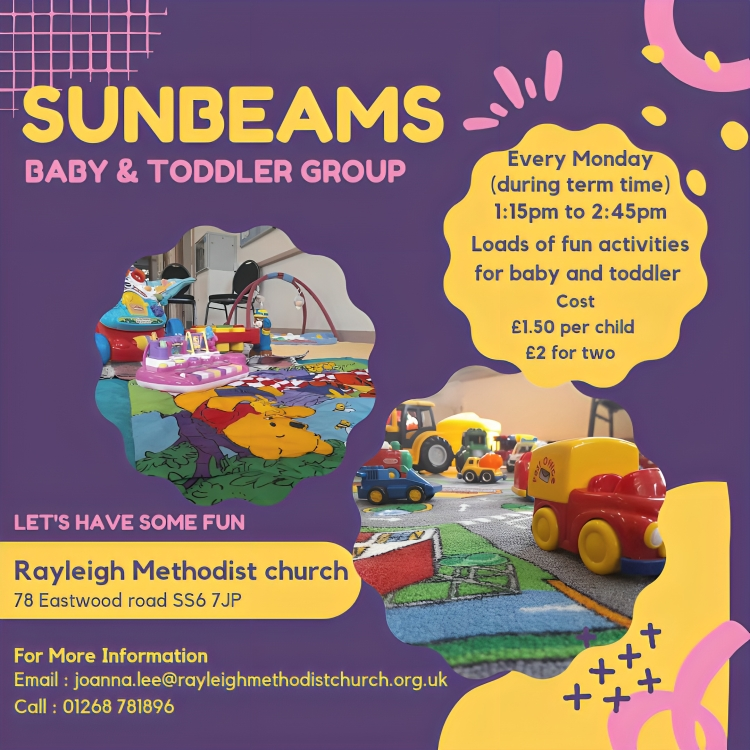 SUNBEAMS
BABY & TODDLER GROUP
Every Monday
(during term time)
1:15pm to 2:45pm
Loads of fun activities
for baby and toddler
Cost
£1.50 per child
£2 for two
LET'S HAVE SOME FUN
Rayleigh Methodist church
78 Eastwood road SS6 7JP
For More Information
Email : joanna.lee@rayleighmethodistchurch.org.uk
Call : 01268 781896